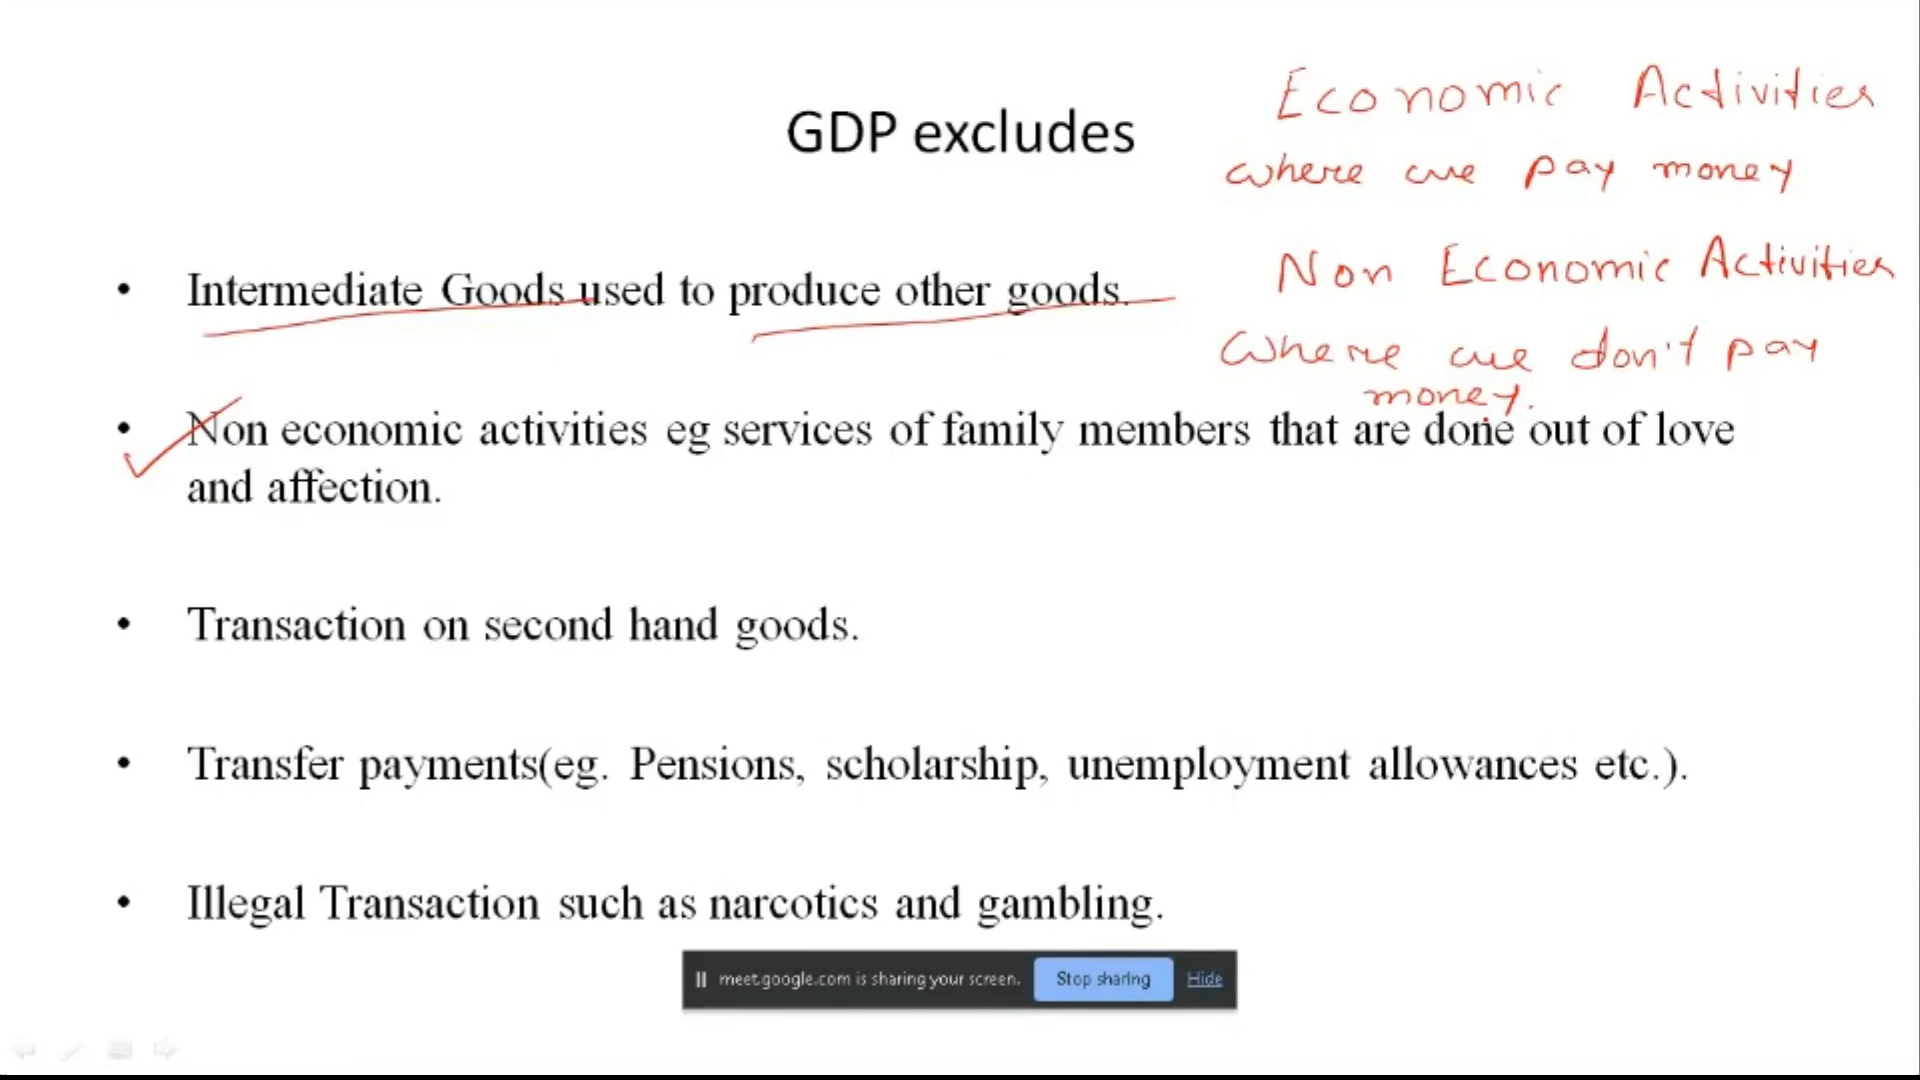 GDP excludes
Economic Activities
where we pay money
Non Economic Activities
where we don't pay
money.
• Intermediate Goods used to produce other goods.
• Non economic activities eg services of family members that are done out of love
and affection.
• Transaction on second hand goods.
• Transfer payments(eg. Pensions, scholarship, unemployment allowances etc.).
• Illegal Transaction such as narcotics and gambling.
meet.google.com is sharing your screen. Stop sharing Hide